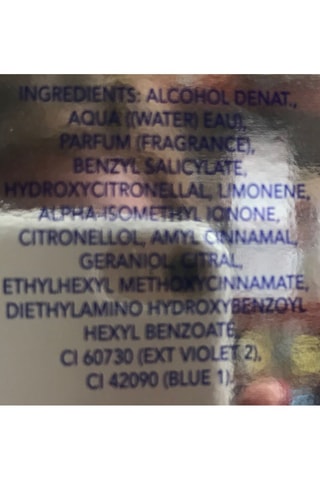 INGREDIENTS: ALCOHOL DENAT.,
AQUA ((WATER) EAU),
PARFUM (FRAGRANCE),
BENZYL SALICYLATE,
HYDROXYCITRONELLAL, LIMONENE,
ALPHA-ISOMETHYL IONONE,
CITRONELLOL, AMYL CINNAMAL,
GERANIOL, CITRAL,
ETHYLHEXYL METHOXYCINNAMATE,
DIETHYLAMINO HYDROXYBENZOYL
HEXYL BENZOATE,
CI 60730 (EXT VIOLET 2),
CI 42090 (BLUE 1).